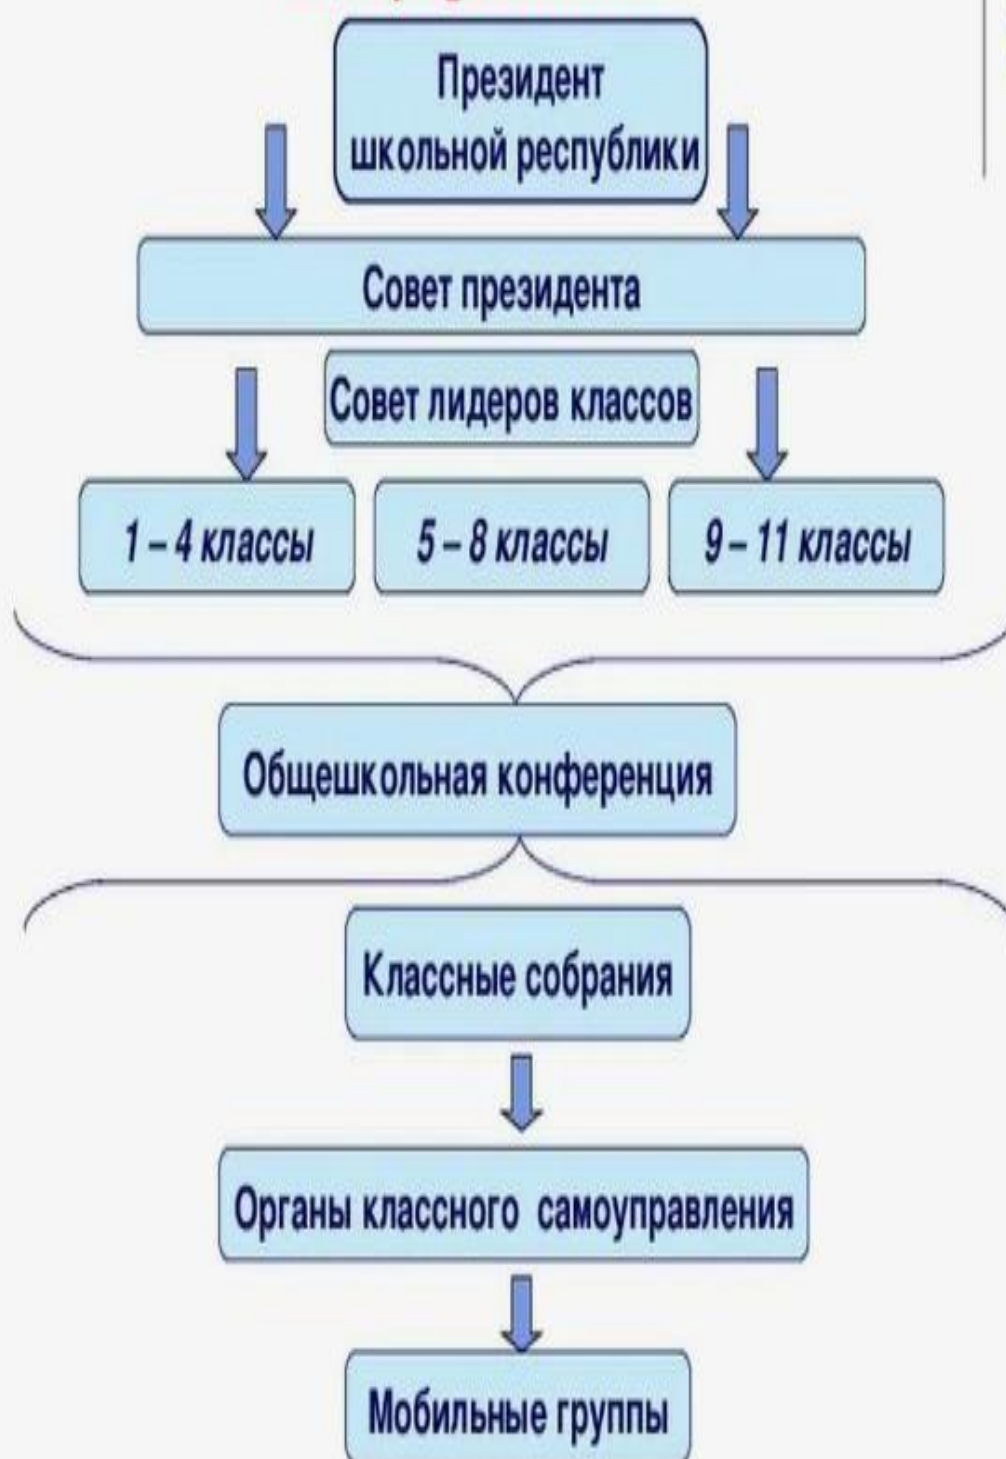 Президент
школьной республики
Совет президента
Совет лидеров классов
1 – 4 классы
5 – 8 классы
9 – 11 классы
Общешкольная конференция
Классные собрания
Органы классного самоуправления
Мобильные группы